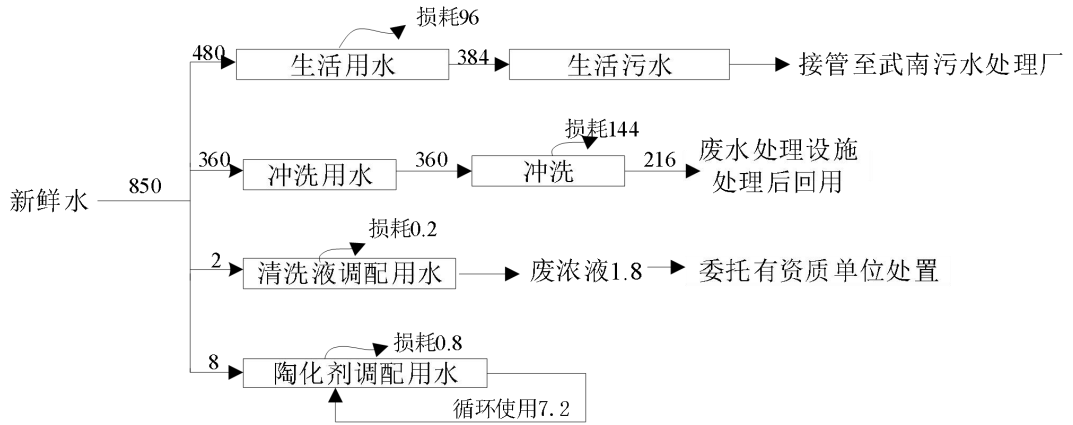 损耗96
480
生活用水
384
生活污水
接管至武南污水处理厂
损耗144
360
冲洗用水
360
冲洗
216
废水处理设施
处理后回用
新鲜水
850
损耗0.2
2
清洗液调配用水
废浓液1.8
委托有资质单位处置
损耗0.8
8
陶化剂调配用水
循环使用7.2